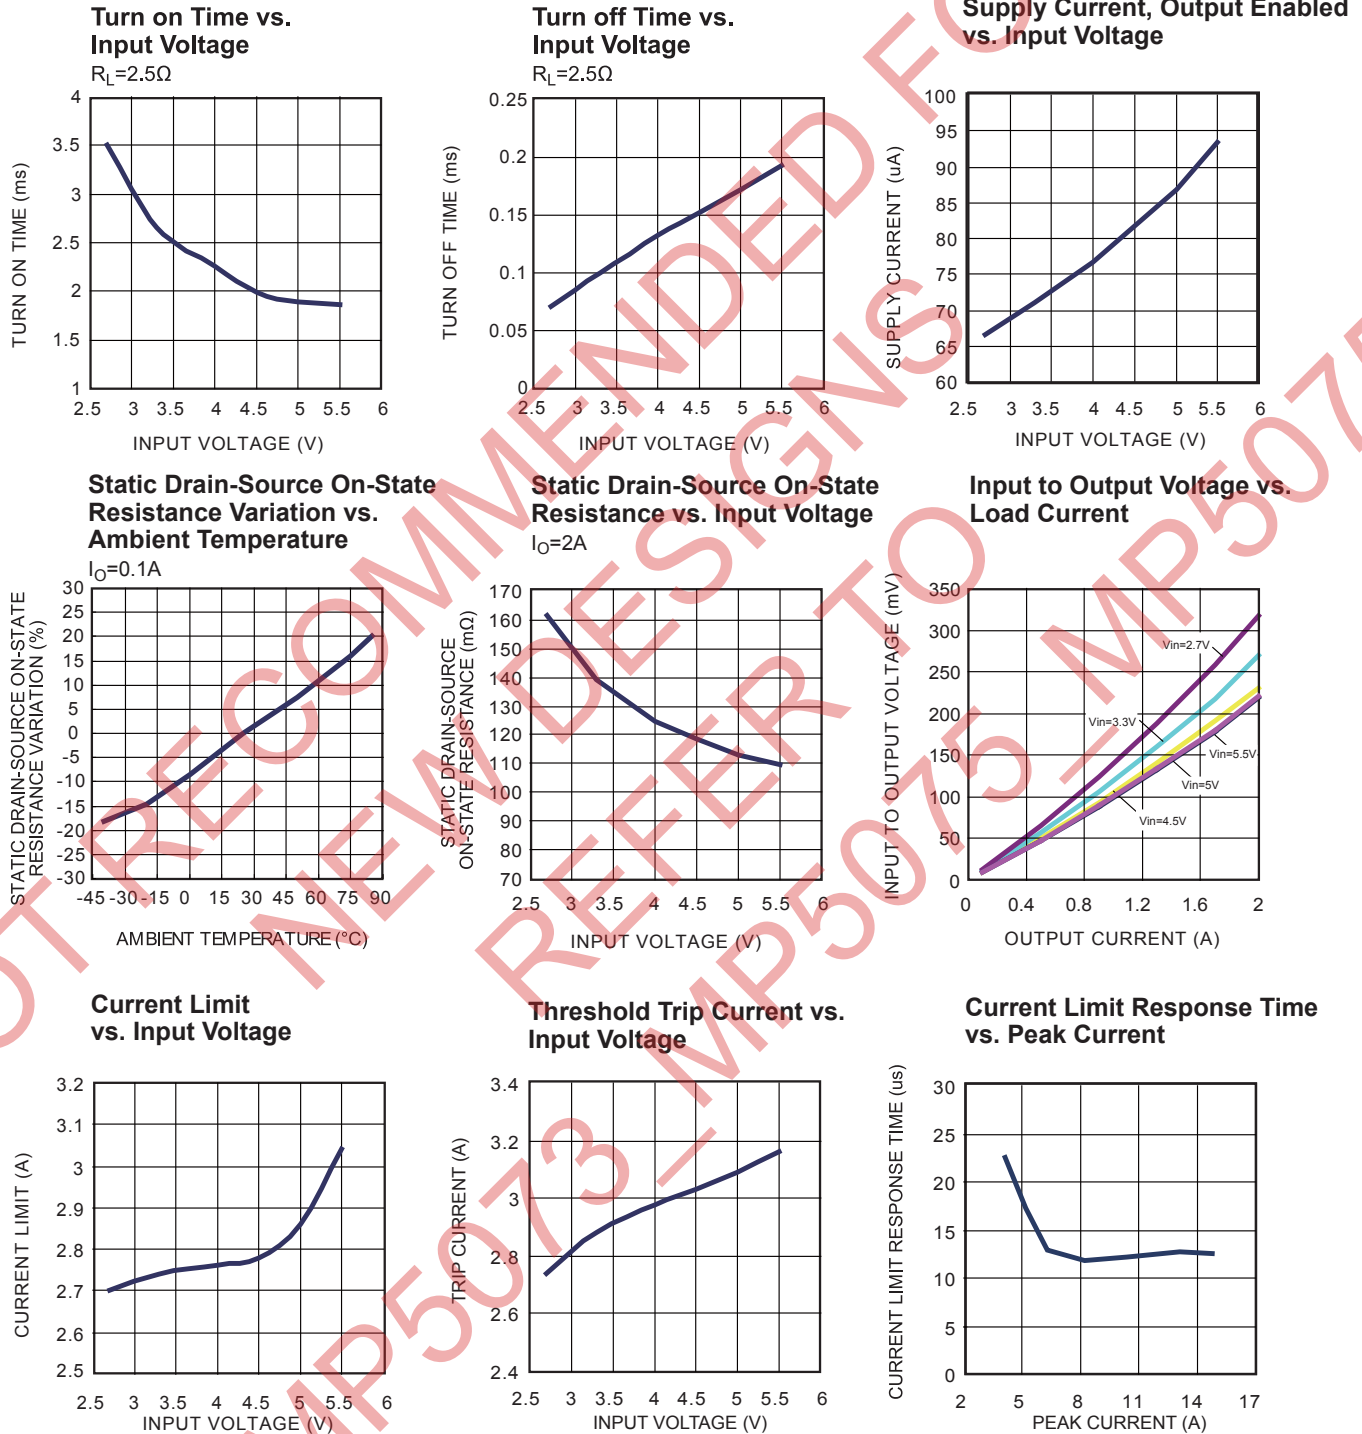 Turn on Time vs.
Input Voltage
RL=2.5Ω
TURN ON TIME (ms)
4
3.5
3
2.5
2
1.5
1
2.5 3 3.5 4 4.5 5 5.5 6
INPUT VOLTAGE (V)
Turn off Time vs.
Input Voltage
RL=2.5Ω
TURN OFF TIME (ms)
0.25
0.2
0.15
0.1
0.05
0
2.5 3 3.5 4 4.5 5 5.5 6
INPUT VOLTAGE (V)
Supply Current, Output Enabled
vs. Input Voltage
SUPPLY CURRENT (uA)
100
95
90
85
80
75
70
65
60
2.5 3 3.5 4 4.5 5 5.5 6
INPUT VOLTAGE (V)
Static Drain-Source On-State
Resistance Variation vs.
Ambient Temperature
IO=0.1A
STATIC DRAIN-SOURCE ON-STATE
RESISTANCE VARIATION (%)
30
25
20
15
10
5
0
-5
-10
-15
-20
-25
-30
-45 -30 -15 0 15 30 45 60 75 90
AMBIENT TEMPERATURE (°C)
Static Drain-Source On-State
Resistance vs. Input Voltage
IO=2A
STATIC DRAIN-SOURCE
ON-STATE RESISTANCE (mΩ)
170
160
150
140
130
120
110
100
90
80
70
2.5 3 3.5 4 4.5 5 5.5 6
INPUT VOLTAGE (V)
Input to Output Voltage vs.
Load Current
INPUT TO OUTPUT VOLTAGE (mV)
350
300
250
200
150
100
50
0
Vin=2.7V
Vin=3.3V
Vin=5.5V
Vin=5V
Vin=4.5V
0 0.4 0.8 1.2 1.6 2
OUTPUT CURRENT (A)
Current Limit
vs. Input Voltage
CURRENT LIMIT (A)
3.2
3.1
3
2.9
2.8
2.7
2.6
2.5
2.5 3 3.5 4 4.5 5 5.5 6
INPUT VOLTAGE (V)
Threshold Trip Current vs.
Input Voltage
TRIP CURRENT (A)
3.4
3.2
3
2.8
2.6
2.4
2.5 3 3.5 4 4.5 5 5.5 6
INPUT VOLTAGE (V)
Current Limit Response Time
vs. Peak Current
CURRENT LIMIT RESPONSE TIME (us)
30
25
20
15
10
5
0
2 5 8 11 14 17
PEAK CURRENT (A)
OT RECOMMENDED FO
NEW DESIGNS
REFER TO
MP5073_MP5075_MP5075